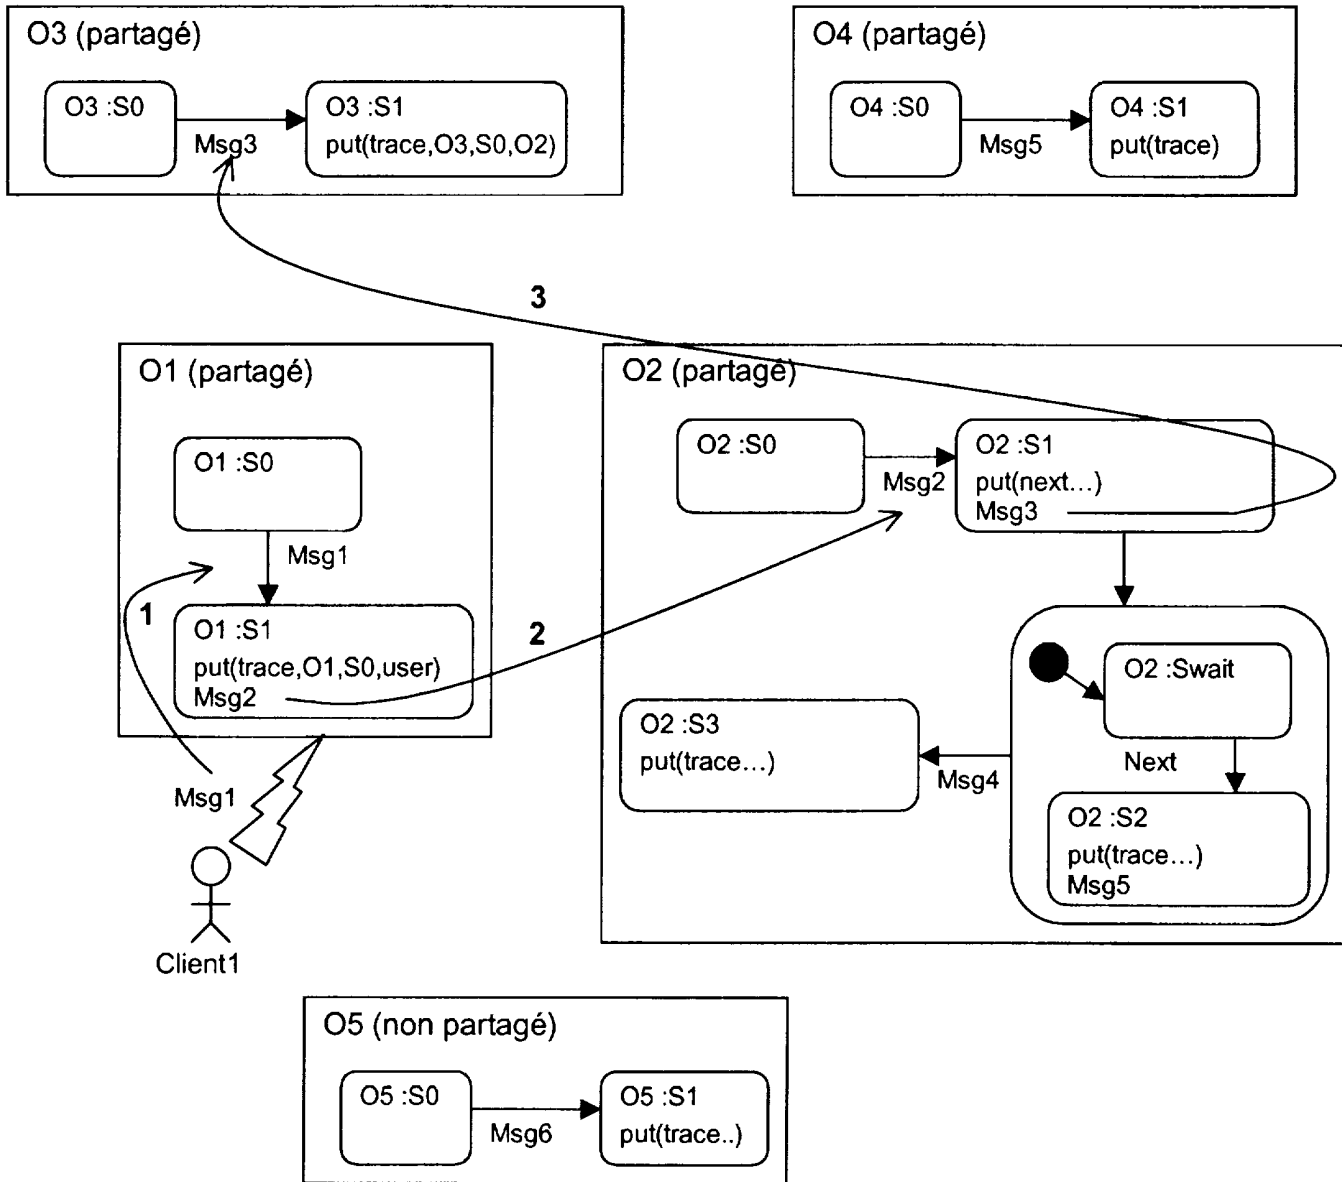 O3 (partagé)
O3 :S0
Msg3
O3 :S1
put(trace,O3,S0,O2)
O4 (partagé)
O4 :S0
Msg5
O4 :S1
put(trace)
3
O1 (partagé)
O1 :S0
Msg1
1
O1 :S1
put(trace,O1,S0,user)
Msg2
2
Msg1
Client1
O2 (partagé)
O2 :S0
Msg2
O2 :S1
put(next...)
Msg3
O2 :Swait
Next
O2 :S2
put(trace...)
Msg5
Msg4
O2 :S3
put(trace...)
O5 (non partagé)
O5 :S0
Msg6
O5 :S1
put(trace..)